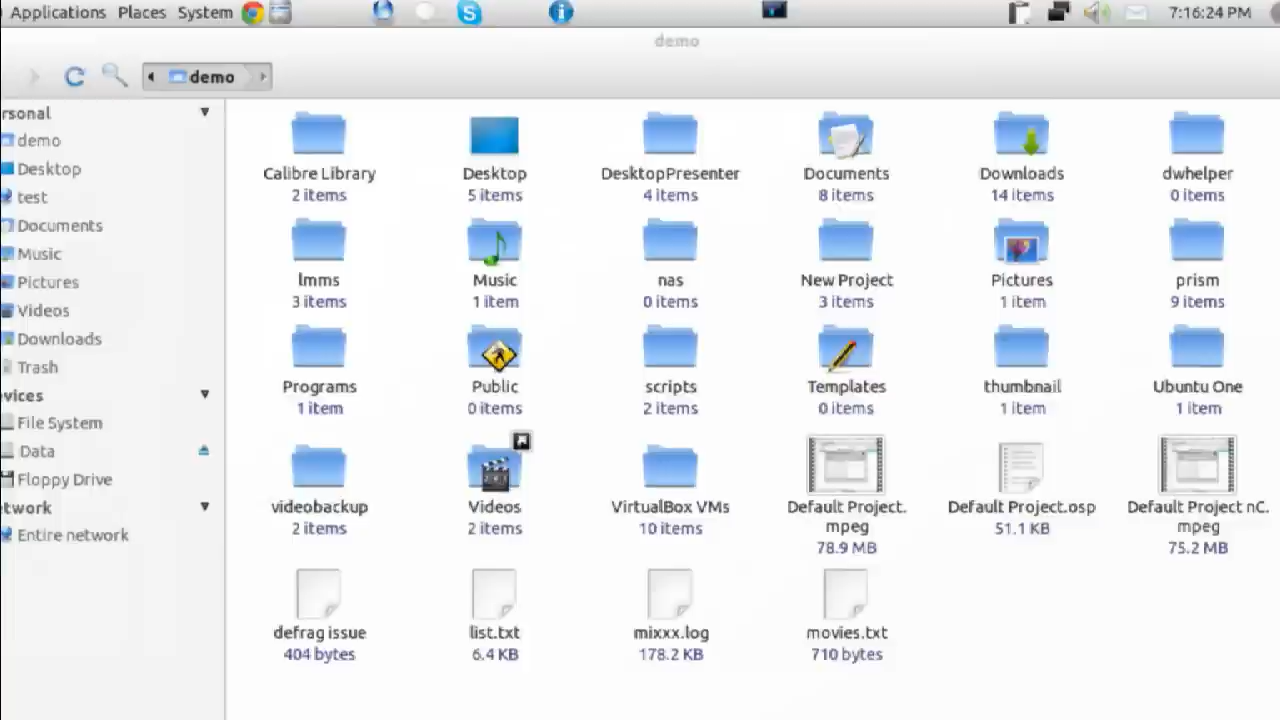 Applications Places System 7:16:24 PM
demo
demo
rsonal
demo
Desktop
test
Documents
Music
Pictures
Videos
Downloads
Trash
vices
File System
Data
Floppy Drive
twork
Entire network
Calibre Library Desktop DesktopPresenter Documents Downloads dwhelper
2 items 5 items 4 items 8 items 14 items 0 items
lmms Music nas New Project Pictures prism
3 items 1 item 0 items 3 items 1 item 9 items
Programs Public scripts Templates thumbnail Ubuntu One
1 item 0 items 2 items 0 items 1 item 1 item
videobackup Videos VirtualBox VMs Default Project. Default Project.osp Default Project nC.
2 items 2 items 10 items mpeg 51.1 KB mpeg
78.9 MB 75.2 MB
defrag issue list.txt mixxx.log movies.txt
404 bytes 6.4 KB 178.2 KB 710 bytes